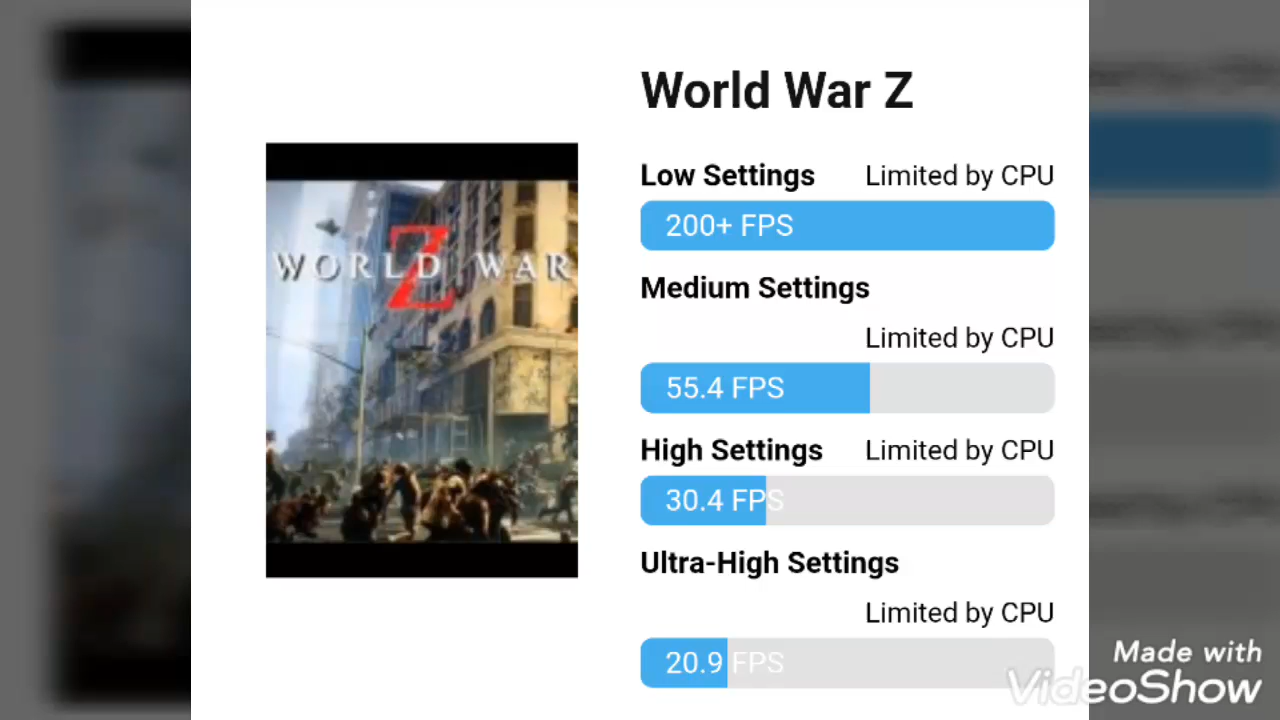 World War Z
WORLD WAR
Z
Low Settings Limited by CPU
200+ FPS
Medium Settings
Limited by CPU
55.4 FPS
High Settings Limited by CPU
30.4 FPS
Ultra-High Settings
Limited by CPU
20.9 FPS
Made with
VideoShow